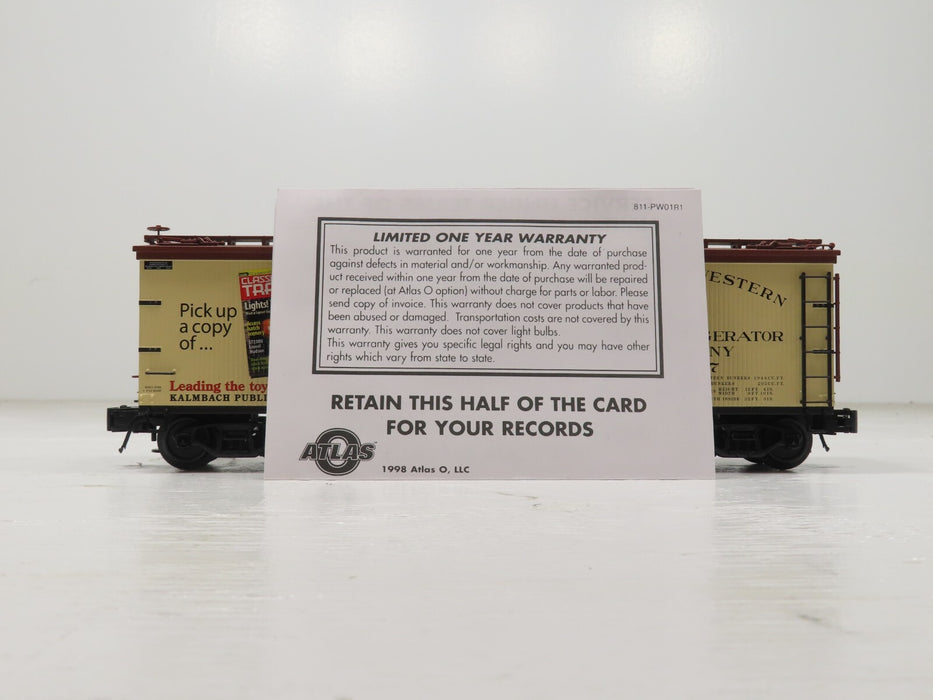 811-PW01R1
LIMITED ONE YEAR WARRANTY
This product is warranted for one year from the date of purchase
against defects in material and/or workmanship. Any warranted prod-
uct received within one year from the date of purchase will be repaired
or replaced (at Atlas O option) without charge for parts or labor. Please
send copy of invoice. This warranty does not cover products that have
been abused or damaged. Transportation costs are not covered by this
warranty. This warranty does not cover light bulbs.
This warranty gives you specific legal rights and you may have other
rights which vary from state to state.
RETAIN THIS HALF OF THE CARD
FOR YOUR RECORDS
ATLAS O
1998 Atlas O, LLC
Pick up
a copy
of ...
CLASS
TRA
Lights!
Leading the toy
KALMBACH PUBLI
ESTERN
GERATOR
NY
7